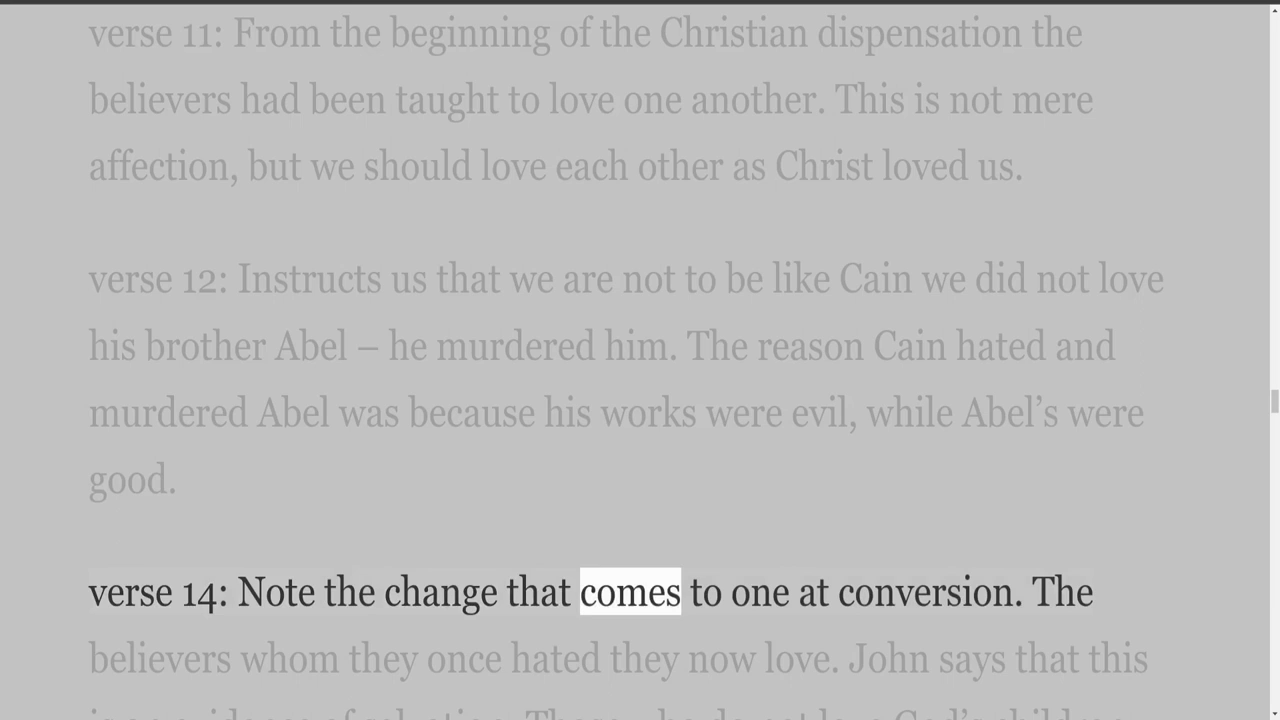 verse 11: From the beginning of the Christian dispensation the
believers had been taught to love one another. This is not mere
affection, but we should love each other as Christ loved us.
verse 12: Instructs us that we are not to be like Cain we did not love
his brother Abel – he murdered him. The reason Cain hated and
murdered Abel was because his works were evil, while Abel’s were
good.
verse 14: Note the change that comes to one at conversion. The
believers whom they once hated they now love. John says that this